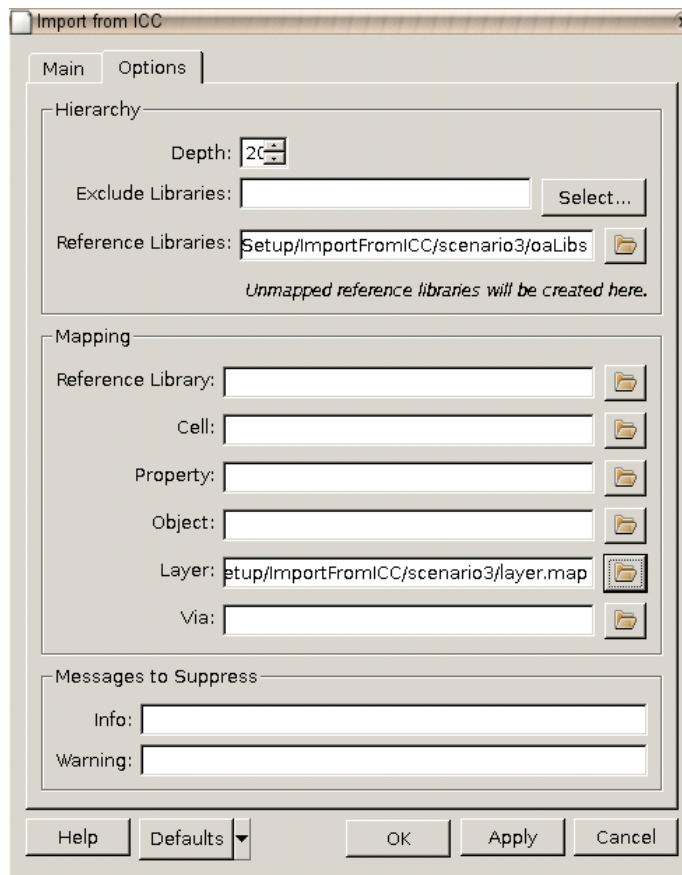 Import from ICC
Main Options
Hierarchy
Depth: 20
Exclude Libraries: Select...
Reference Libraries: Setup/ImportFromICC/scenario3/oaLibs
Unmapped reference libraries will be created here.
Mapping
Reference Library:
Cell:
Property:
Object:
Layer: etup/ImportFromICC/scenario3/layer.map
Via:
Messages to Suppress
Info:
Warning:
Help Defaults OK Apply Cancel